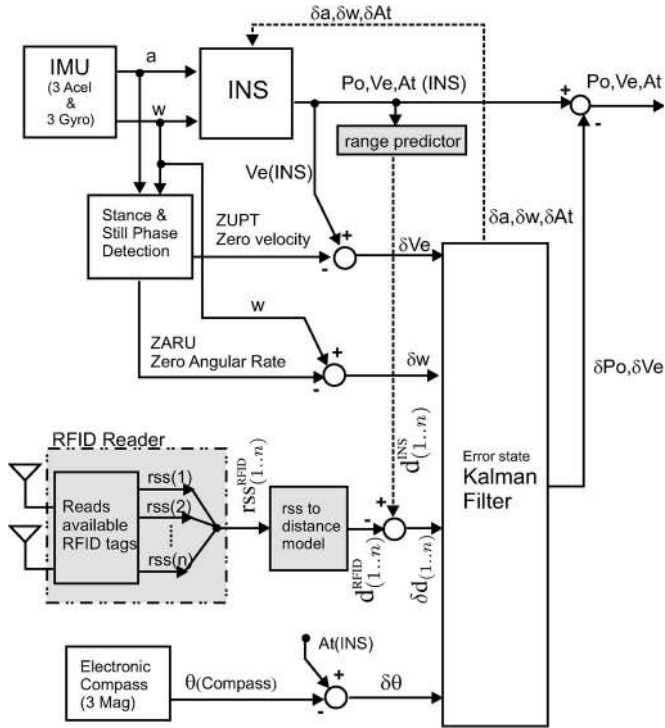 δa,δw,δAt
IMU
(3 Acel
&
3 Gyro)
a
w
INS
Po,Ve,At (INS)
+
-
Po,Ve,At
range predictor
Ve(INS)
δa,δw,δAt
Stance &
Still Phase
Detection
ZUPT
Zero velocity
+
-
δVe
w
ZARU
Zero Angular Rate
+
-
δw
δPo,δVe
d^INS_(1..n)
Error state
Kalman
Filter
RFID Reader
Reads
available
RFID tags
rss(1)
rss(2)
rss(n)
rss^RFID_(1..n)
rss to
distance
model
d^RFID_(1..n)
+
-
δd_(1..n)
At(INS)
Electronic
Compass
(3 Mag)
θ(Compass)
+
-
δθ